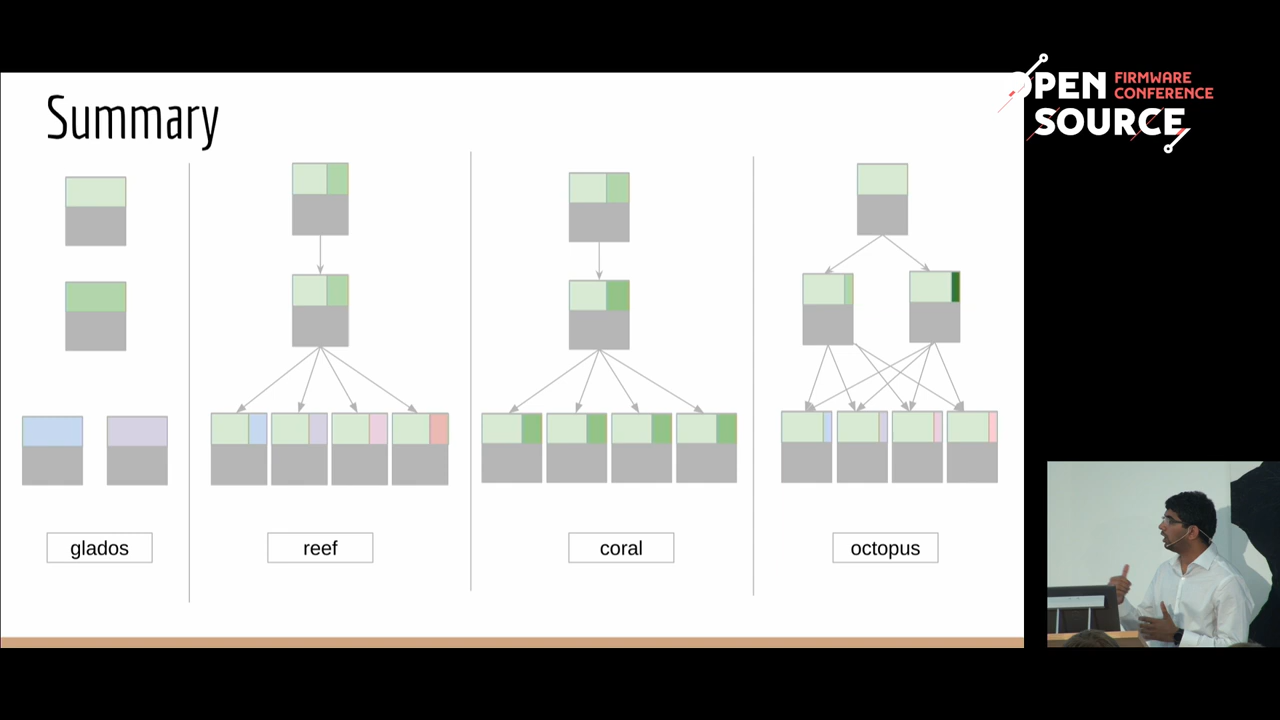 Summary
OPEN FIRMWARE
CONFERENCE
SOURCE
glados
reef
coral
octopus